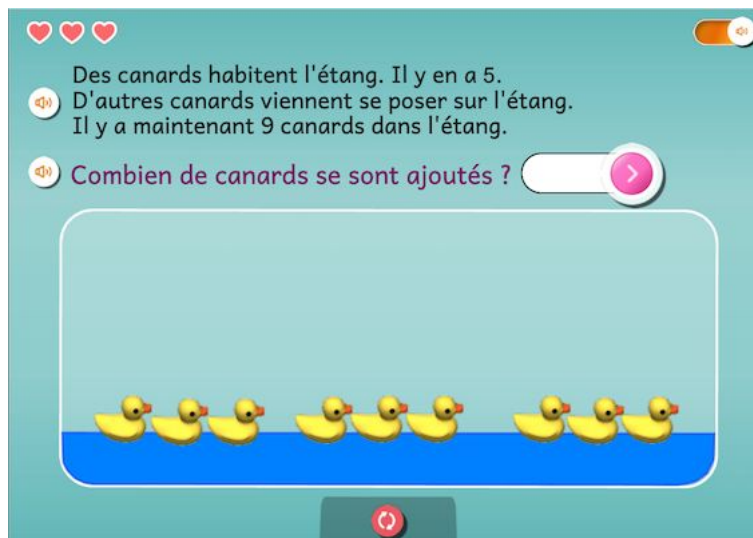 Des canards habitent l'étang. Il y en a 5.
D'autres canards viennent se poser sur l'étang.
Il y a maintenant 9 canards dans l'étang.
Combien de canards se sont ajoutés ?